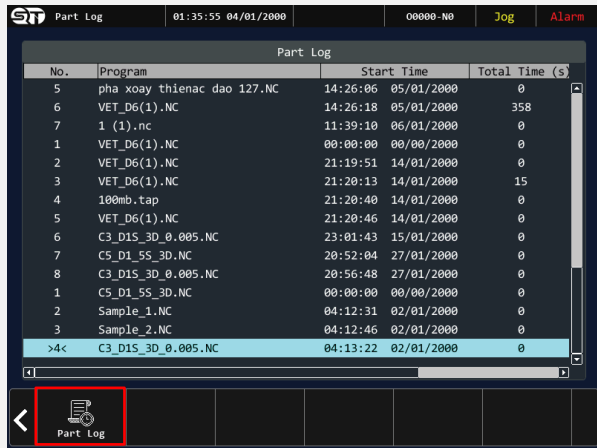 SNT Part Log 01:35:55 04/01/2000 O0000-N0 Jog Alarm
Part Log
No. Program Start Time Total Time (s)
5 pha xoay thienac dao 127.NC 14:26:06 05/01/2000 0
6 VET_D6(1).NC 14:26:18 05/01/2000 358
7 1 (1).nc 11:39:10 06/01/2000 0
1 VET_D6(1).NC 00:00:00 00/00/2000 0
2 VET_D6(1).NC 21:19:51 14/01/2000 0
3 VET_D6(1).NC 21:20:13 14/01/2000 15
4 100mb.tap 21:20:40 14/01/2000 0
5 VET_D6(1).NC 21:20:46 14/01/2000 0
6 C3_D1S_3D_0.005.NC 23:01:43 15/01/2000 0
7 C5_D1_5S_3D.NC 20:52:04 27/01/2000 0
8 C3_D1S_3D_0.005.NC 20:56:48 27/01/2000 0
1 C5_D1_5S_3D.NC 00:00:00 00/00/2000 0
2 Sample_1.NC 04:12:31 02/01/2000 0
3 Sample_2.NC 04:12:46 02/01/2000 0
>4< C3_D1S_3D_0.005.NC 04:13:22 02/01/2000 0
Part Log